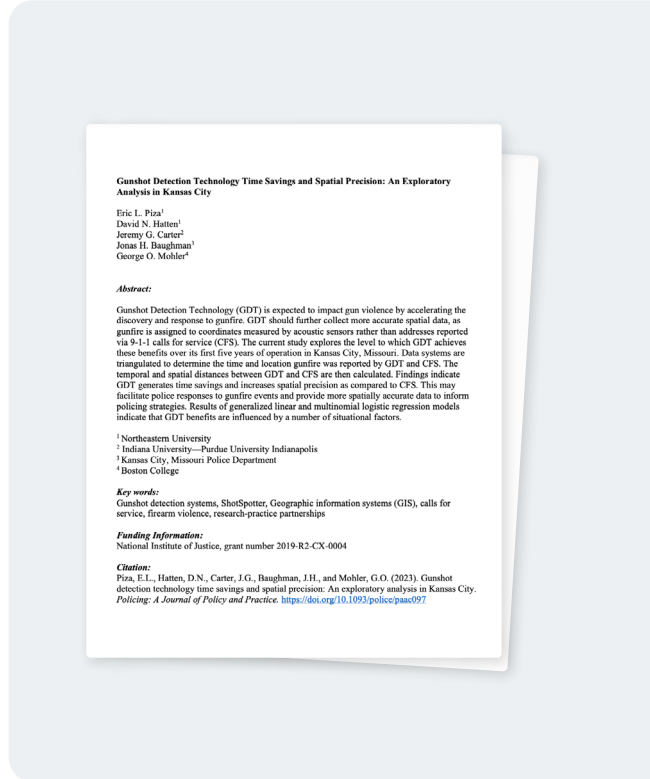 Gunshot Detection Technology Time Savings and Spatial Precision: An Exploratory
Analysis in Kansas City
Eric L. Piza¹
David N. Hatten¹
Jeremy G. Carter²
Jonas H. Baughman³
George O. Mohler⁴
Abstract:
Gunshot Detection Technology (GDT) is expected to impact gun violence by accelerating the
discovery and response to gunfire. GDT should further collect more accurate spatial data, as
gunfire is assigned to coordinates measured by acoustic sensors rather than addresses reported
via 9-1-1 calls for service (CFS). The current study explores the level to which GDT achieves
these benefits over its first five years of operation in Kansas City, Missouri. Data systems are
triangulated to determine the time and location gunfire was reported by GDT and CFS. The
temporal and spatial distances between GDT and CFS are then calculated. Findings indicate
GDT generates time savings and increases spatial precision as compared to CFS. This may
facilitate police responses to gunfire events and provide more spatially accurate data to inform
policing strategies. Results of generalized linear and multinomial logistic regression models
indicate that GDT benefits are influenced by a number of situational factors.
¹ Northeastern University
² Indiana University—Purdue University Indianapolis
³ Kansas City, Missouri Police Department
⁴ Boston College
Key words:
Gunshot detection systems, ShotSpotter, Geographic information systems (GIS), calls for
service, firearm violence, research-practice partnerships
Funding Information:
National Institute of Justice, grant number 2019-R2-CX-0004
Citation:
Piza, E.L., Hatten, D.N., Carter, J.G., Baughman, J.H., and Mohler, G.O. (2023). Gunshot
detection technology time savings and spatial precision: An exploratory analysis in Kansas City.
Policing: A Journal of Policy and Practice. https://doi.org/10.1093/police/paac097